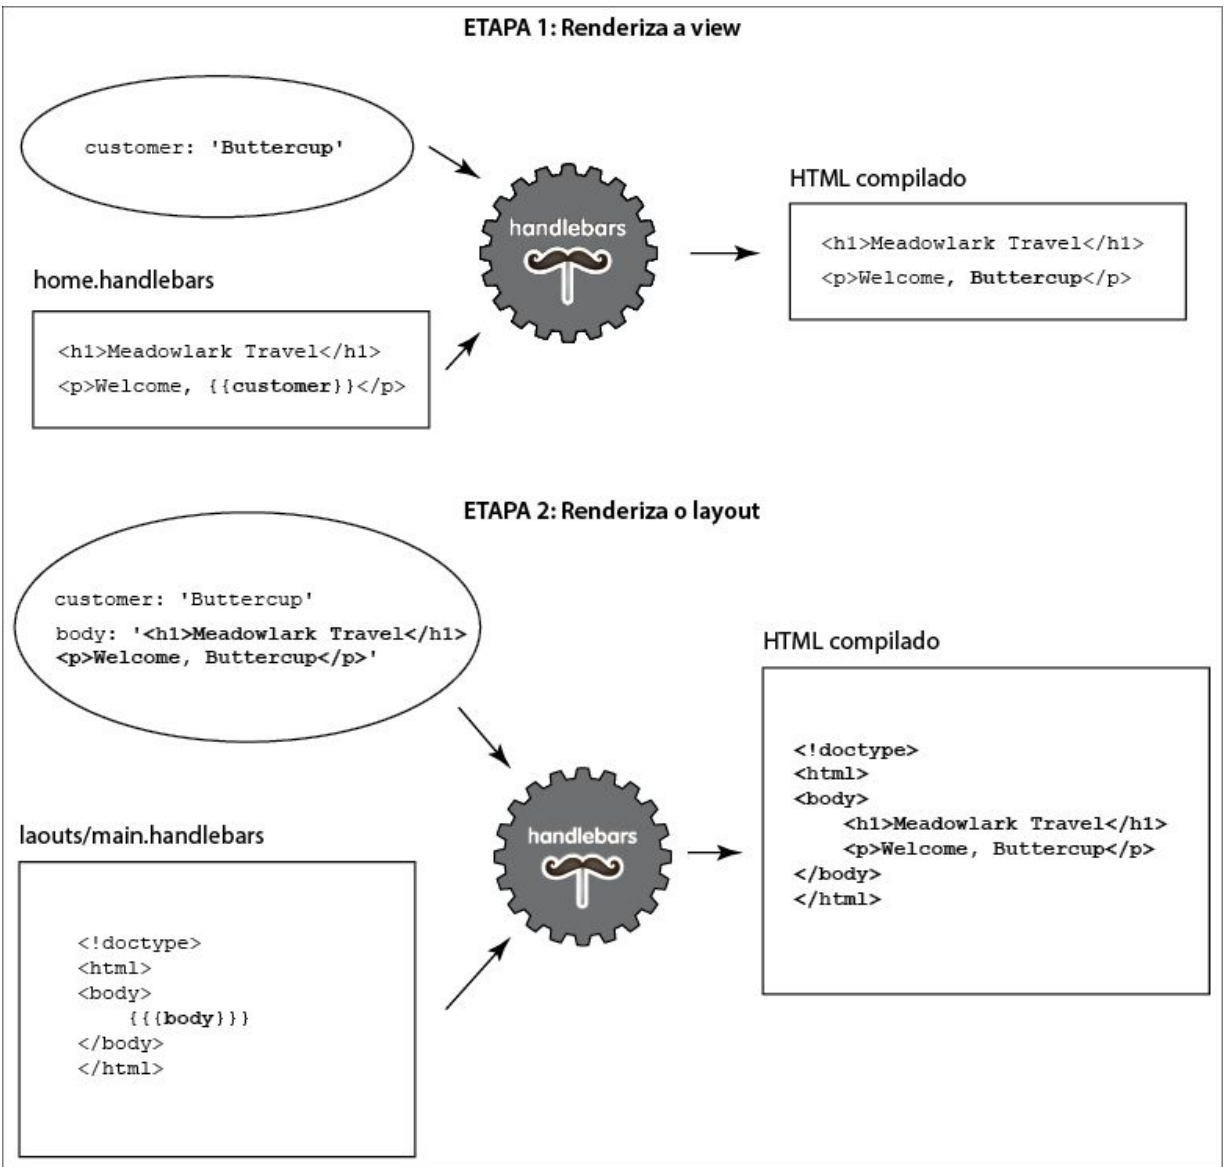 ETAPA 1: Renderiza a view
customer: 'Buttercup'
handlebars
HTML compilado
<h1>Meadowlark Travel</h1>
<p>Welcome, Buttercup</p>
home.handlebars
<h1>Meadowlark Travel</h1>
<p>Welcome, {{customer}}</p>
ETAPA 2: Renderiza o layout
customer: 'Buttercup'
body: '<h1>Meadowlark Travel</h1>
<p>Welcome, Buttercup</p>'
handlebars
HTML compilado
<!doctype>
<html>
<body>
<h1>Meadowlark Travel</h1>
<p>Welcome, Buttercup</p>
</body>
</html>
laouts/main.handlebars
<!doctype>
<html>
<body>
{{{body}}}
</body>
</html>